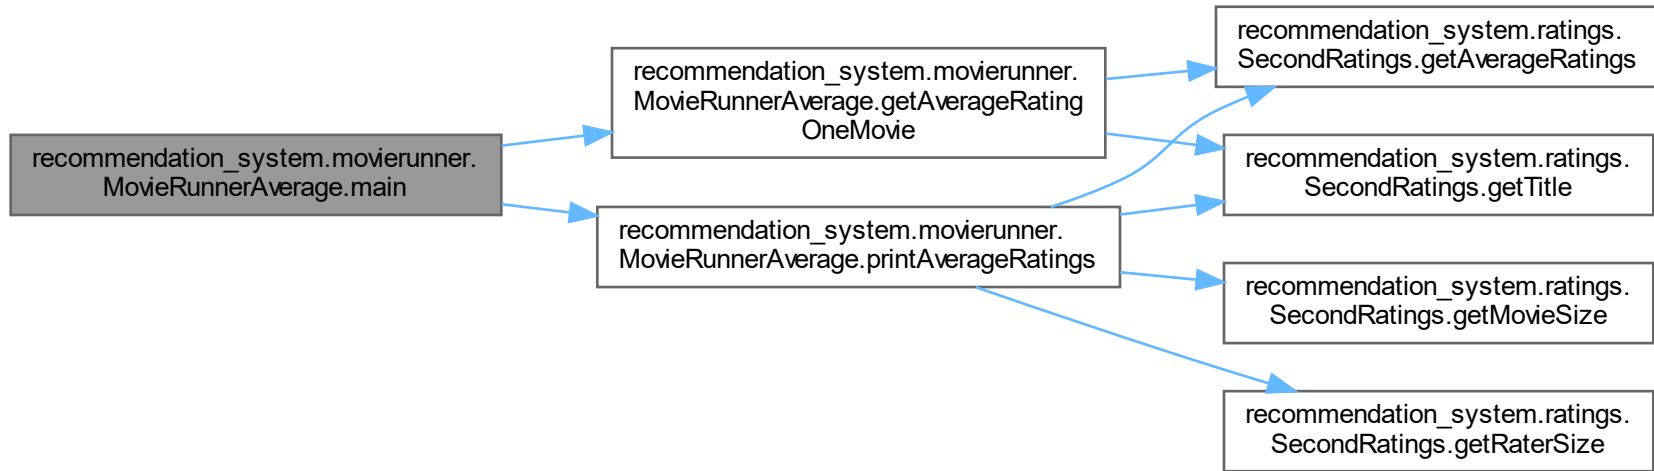 recommendation_system.movierunner.
MovieRunnerAverage.main
recommendation_system.movierunner.
MovieRunnerAverage.getAverageRating
OneMovie
recommendation_system.movierunner.
MovieRunnerAverage.printAverageRatings
recommendation_system.ratings.
SecondRatings.getAverageRatings
recommendation_system.ratings.
SecondRatings.getTitle
recommendation_system.ratings.
SecondRatings.getMovieSize
recommendation_system.ratings.
SecondRatings.getRaterSize